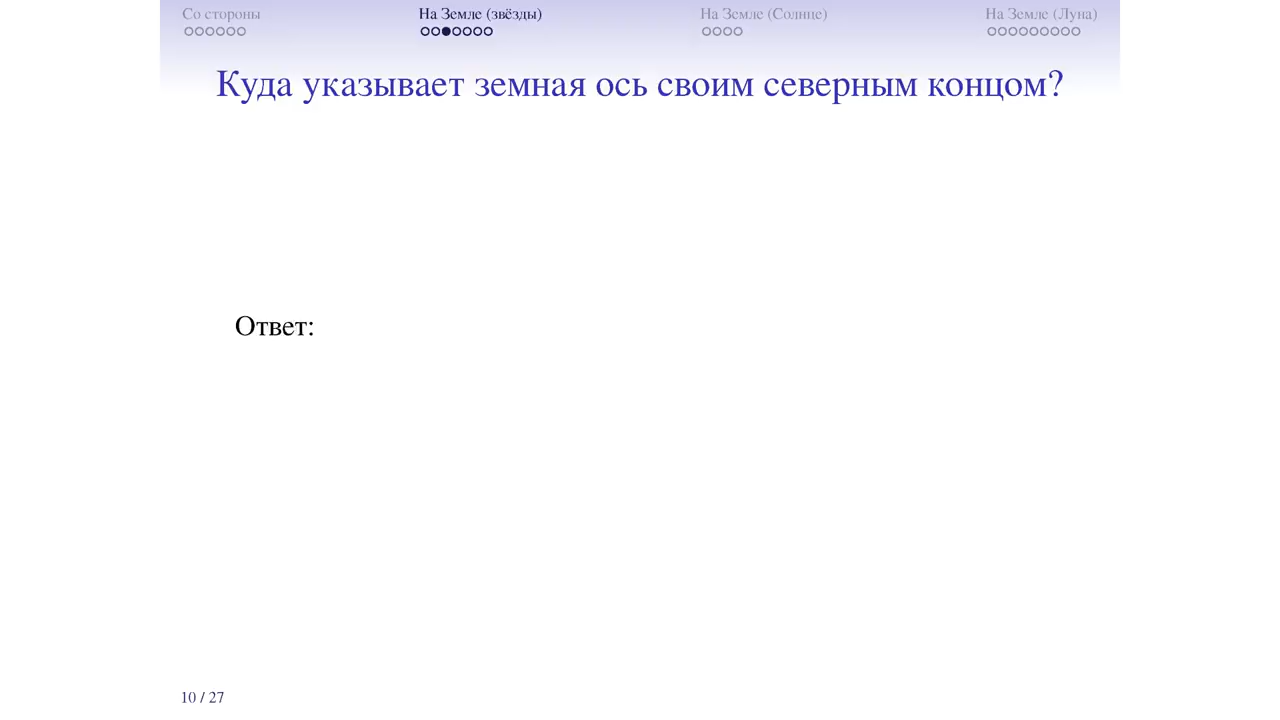 Со стороны
На Земле (звёзды)
На Земле (Солнце)
На Земле (Луна)
Куда указывает земная ось своим северным концом?
Ответ:
10 / 27